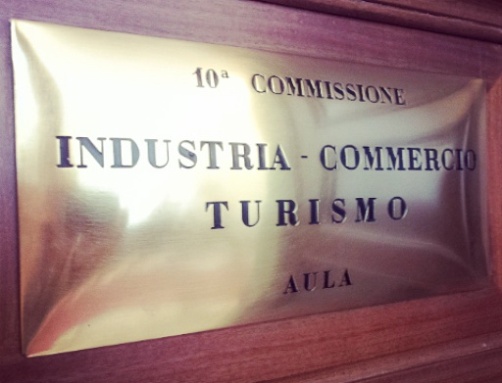 10ª COMMISSIONE
INDUSTRIA - COMMERCIO
TURISMO
AULA